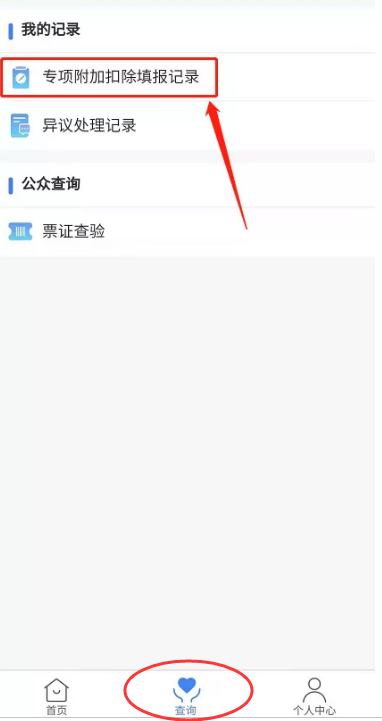 我的记录
专项附加扣除填报记录
异议处理记录
公众查询
票证查验
首页
查询
个人中心